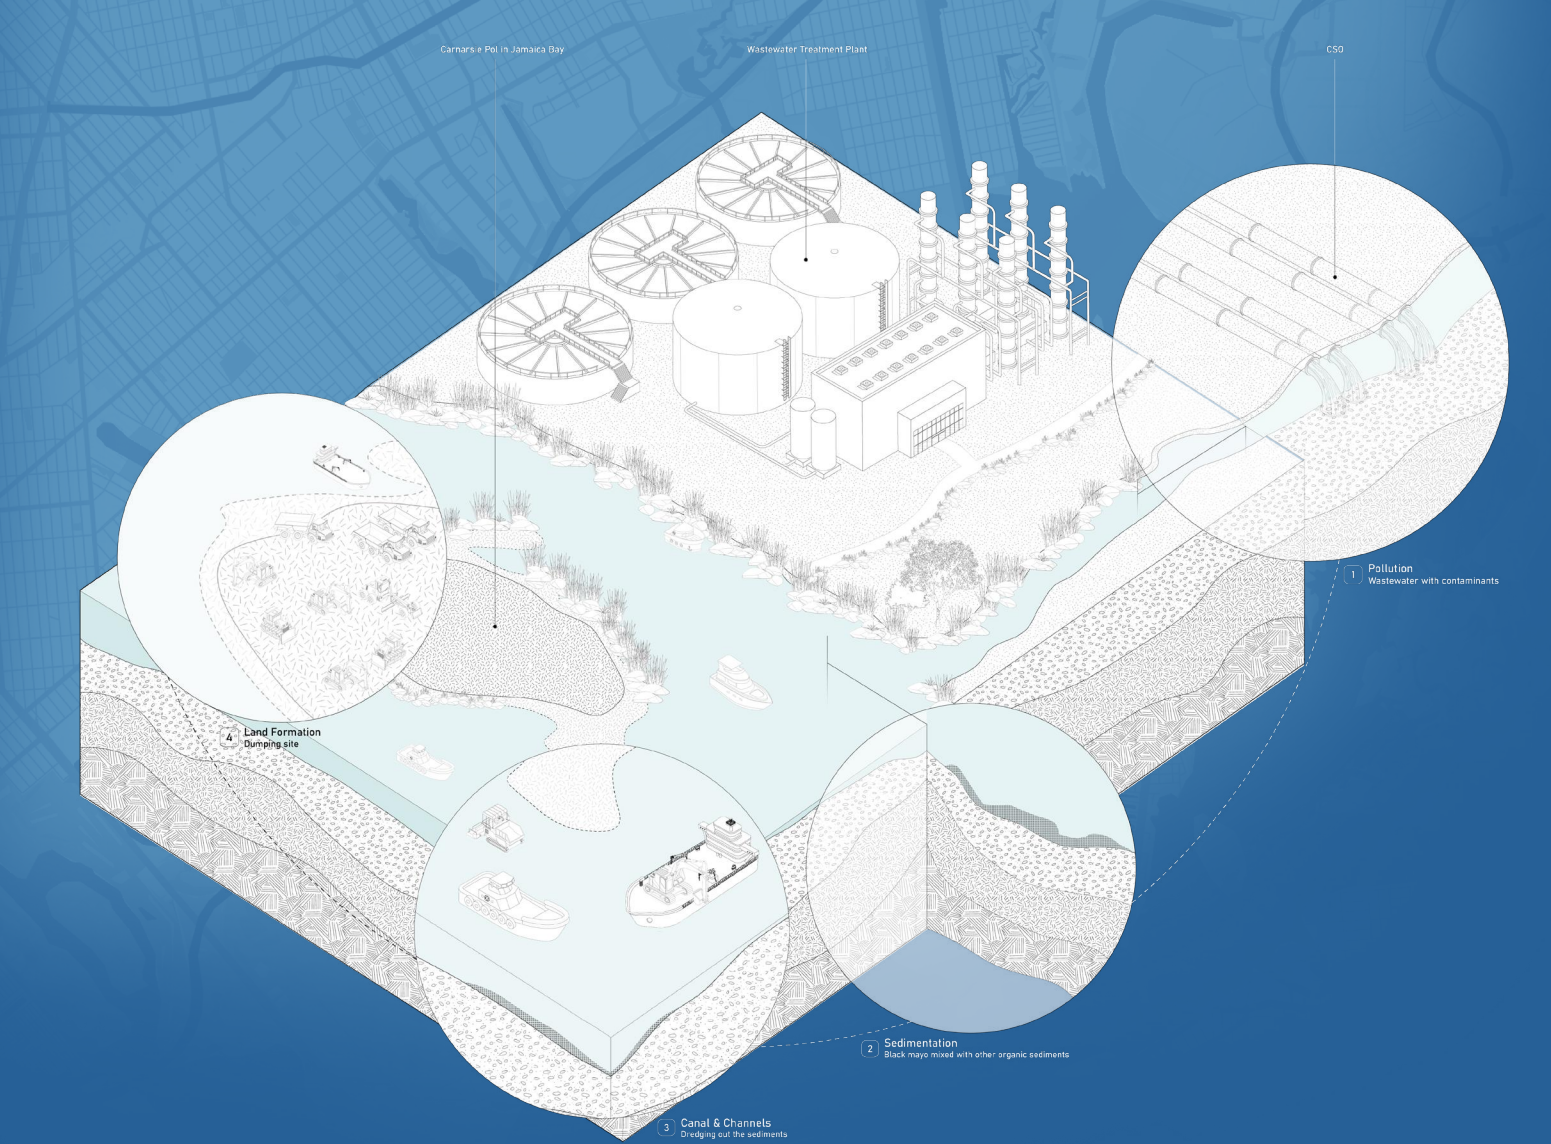 Carnarsie Pol in Jamaica Bay
Wastewater Treatment Plant
CSO
1
Pollution
Wastewater with contaminants
4
Land Formation
Dumping site
2
Sedimentation
Black mayo mixed with other organic sediments
3
Canal & Channels
Dredging out the sediments